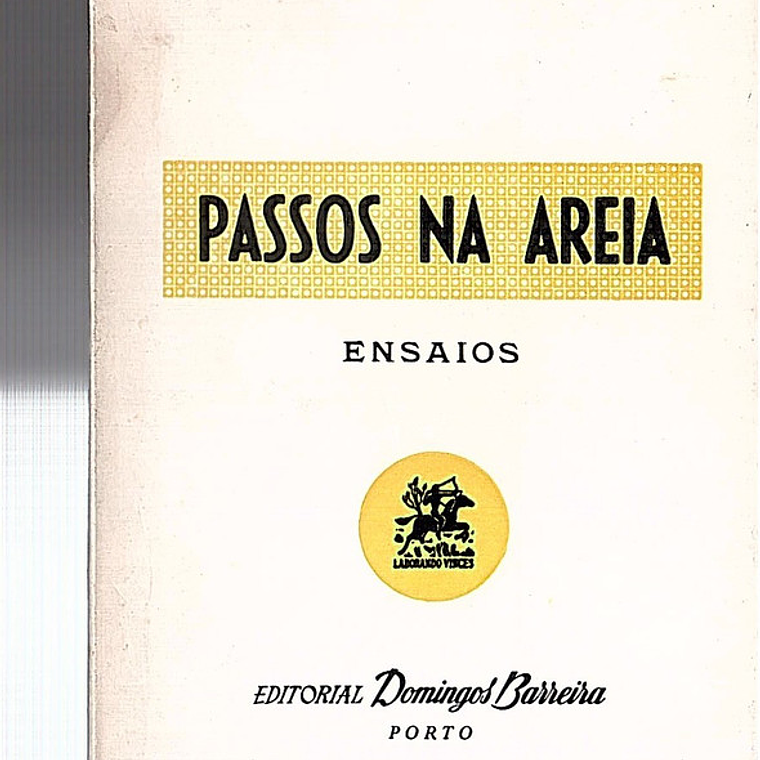 PASSOS NA AREIA
ENSAIOS
LABORANDO VINCES
EDITORIAL Domingos Barreira
PORTO